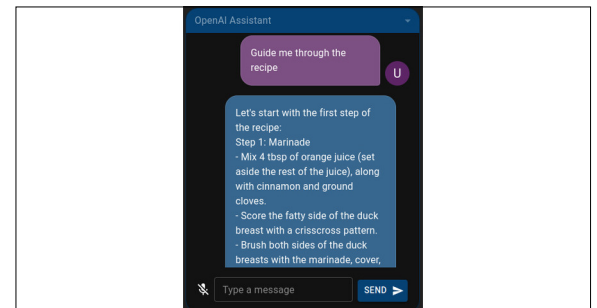 OpenAI Assistant
Guide me through the
recipe
U
Let's start with the first step of
the recipe:
Step 1: Marinade
- Mix 4 tbsp of orange juice (set
aside the rest of the juice), along
with cinnamon and ground
cloves.
- Score the fatty side of the duck
breast with a crisscross pattern.
- Brush both sides of the duck
breasts with the marinade, cover,
Type a message
SEND